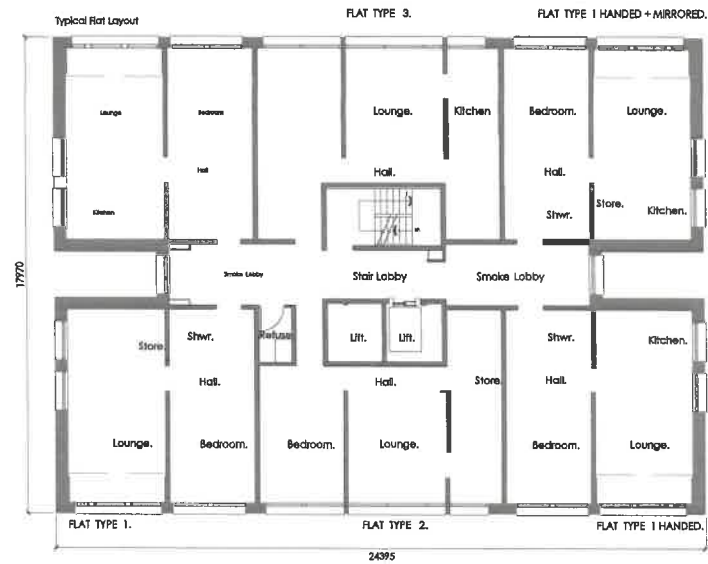 FLAT TYPE 3.
FLAT TYPE 1 HANDED + MIRRORED.
Typical Flat Layout
Lounge
Bedroom
Lounge.
Kitchen
Bedroom.
Lounge.
Hall
Hall.
Hall.
Kitchen
Shwr.
Store.
Kitchen.
Smoke Lobby
Stair Lobby
Smoke Lobby
17970
Store.
Shwr.
Refuse
Lift.
Lift.
Shwr.
Kitchen.
Hall.
Hall.
Store.
Hall.
Lounge.
Bedroom.
Bedroom.
Lounge.
Bedroom.
Lounge.
FLAT TYPE 1.
FLAT TYPE 2.
FLAT TYPE 1 HANDED.
24395